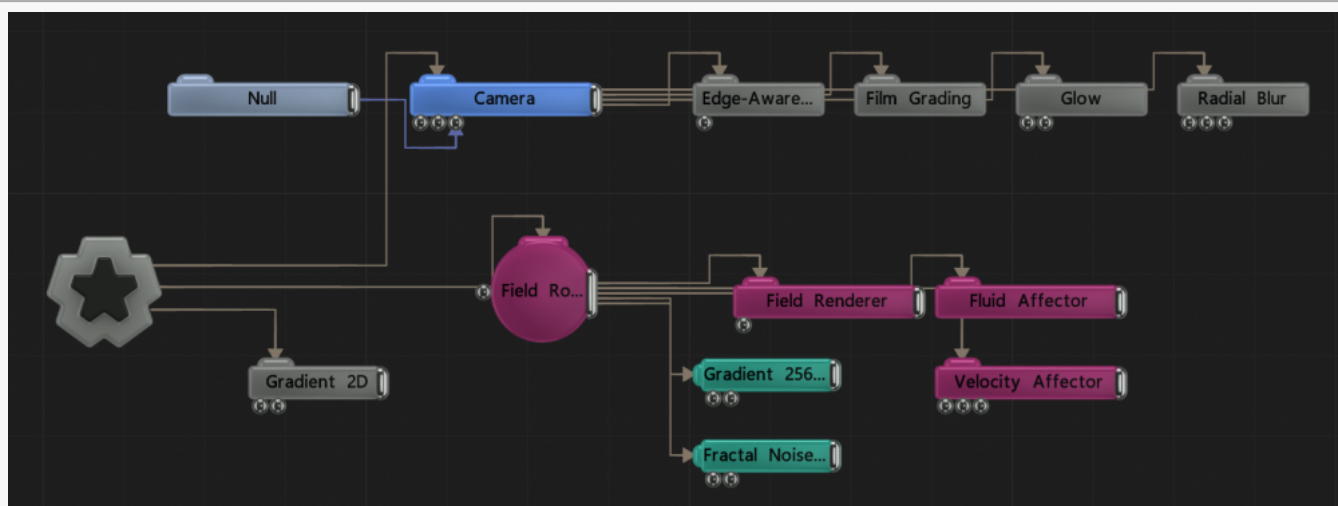 Null
Camera
Edge-Aware...
Film Grading
Glow
Radial Blur
Field Ro...
Field Renderer
Fluid Affector
Gradient 2D
Gradient 256...
Velocity Affector
Fractal Noise...